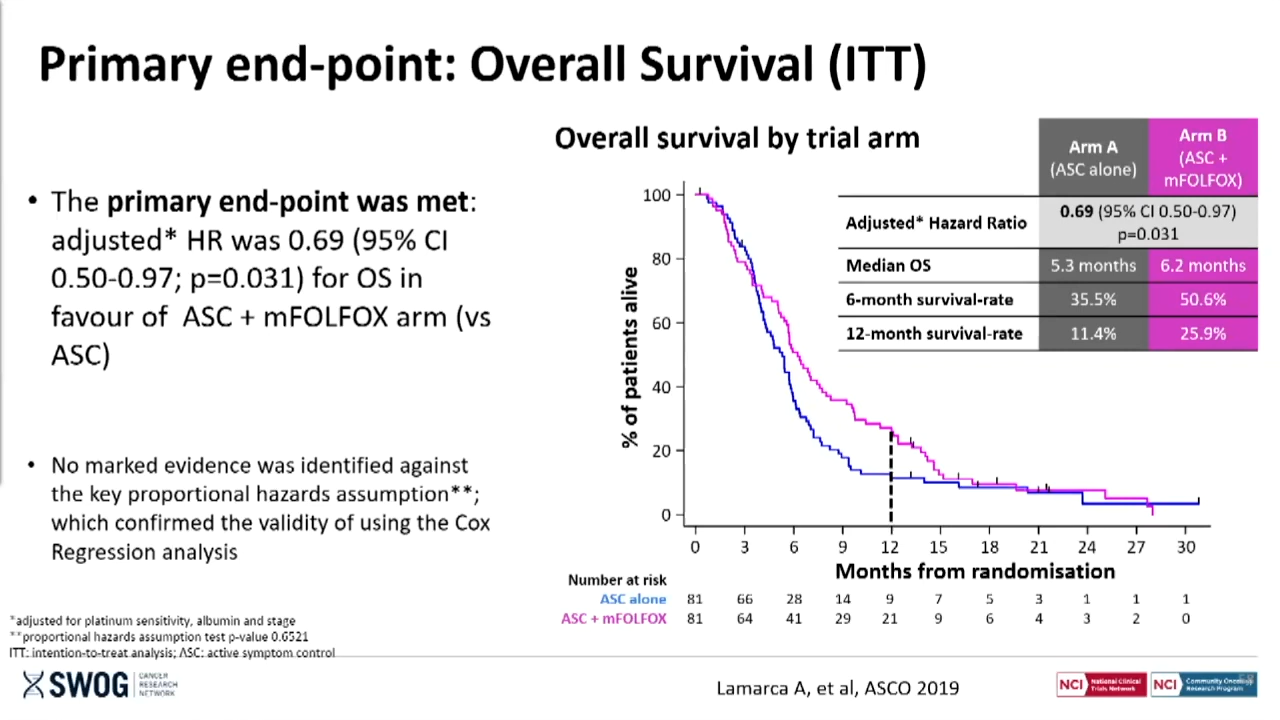 Primary end-point: Overall Survival (ITT)
• The primary end-point was met:
adjusted* HR was 0.69 (95% CI
0.50-0.97; p=0.031) for OS in
favour of ASC + mFOLFOX arm (vs
ASC)
• No marked evidence was identified against
the key proportional hazards assumption**;
which confirmed the validity of using the Cox
Regression analysis
Overall survival by trial arm
Arm A
(ASC alone)
Arm B
(ASC +
mFOLFOX)
Adjusted* Hazard Ratio
0.69 (95% CI 0.50-0.97)
p=0.031
Median OS 5.3 months 6.2 months
6-month survival-rate 35.5% 50.6%
12-month survival-rate 11.4% 25.9%
% of patients alive
100
80
60
40
20
0
0 3 6 9 12 15 18 21 24 27 30
Months from randomisation
Number at risk
ASC alone 81 66 28 14 9 7 5 3 1 1 1
ASC + mFOLFOX 81 64 41 29 21 9 6 4 3 2 0
*adjusted for platinum sensitivity, albumin and stage
**proportional hazards assumption test p-value 0.6521
ITT: intention-to-treat analysis; ASC: active symptom control
SWOG
CANCER
RESEARCH
NETWORK
Lamarca A, et al, ASCO 2019
NCI National Clinical
Trials Network
NCI Community Oncology
Research Program